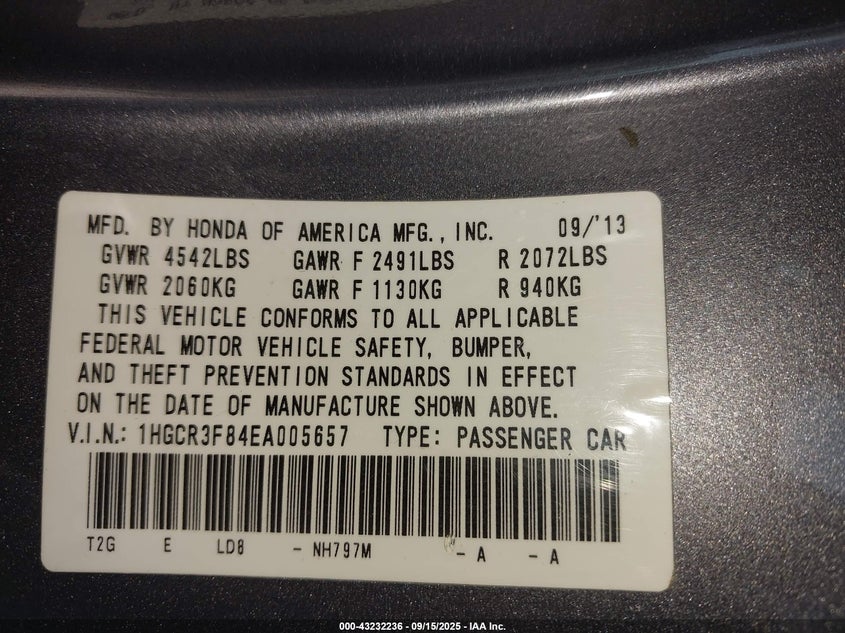 MFD. BY HONDA OF AMERICA MFG., INC. 09/'13
GVWR 4542LBS GAWR F 2491LBS R 2072LBS
GVWR 2060KG GAWR F 1130KG R 940KG
THIS VEHICLE CONFORMS TO ALL APPLICABLE
FEDERAL MOTOR VEHICLE SAFETY, BUMPER,
AND THEFT PREVENTION STANDARDS IN EFFECT
ON THE DATE OF MANUFACTURE SHOWN ABOVE.
V.I.N.: 1HGCR3F84EA005657 TYPE: PASSENGER CAR
T2G E LD8 - NH797M - A - A
000-43232236 - 09/15/2025 - IAA Inc.